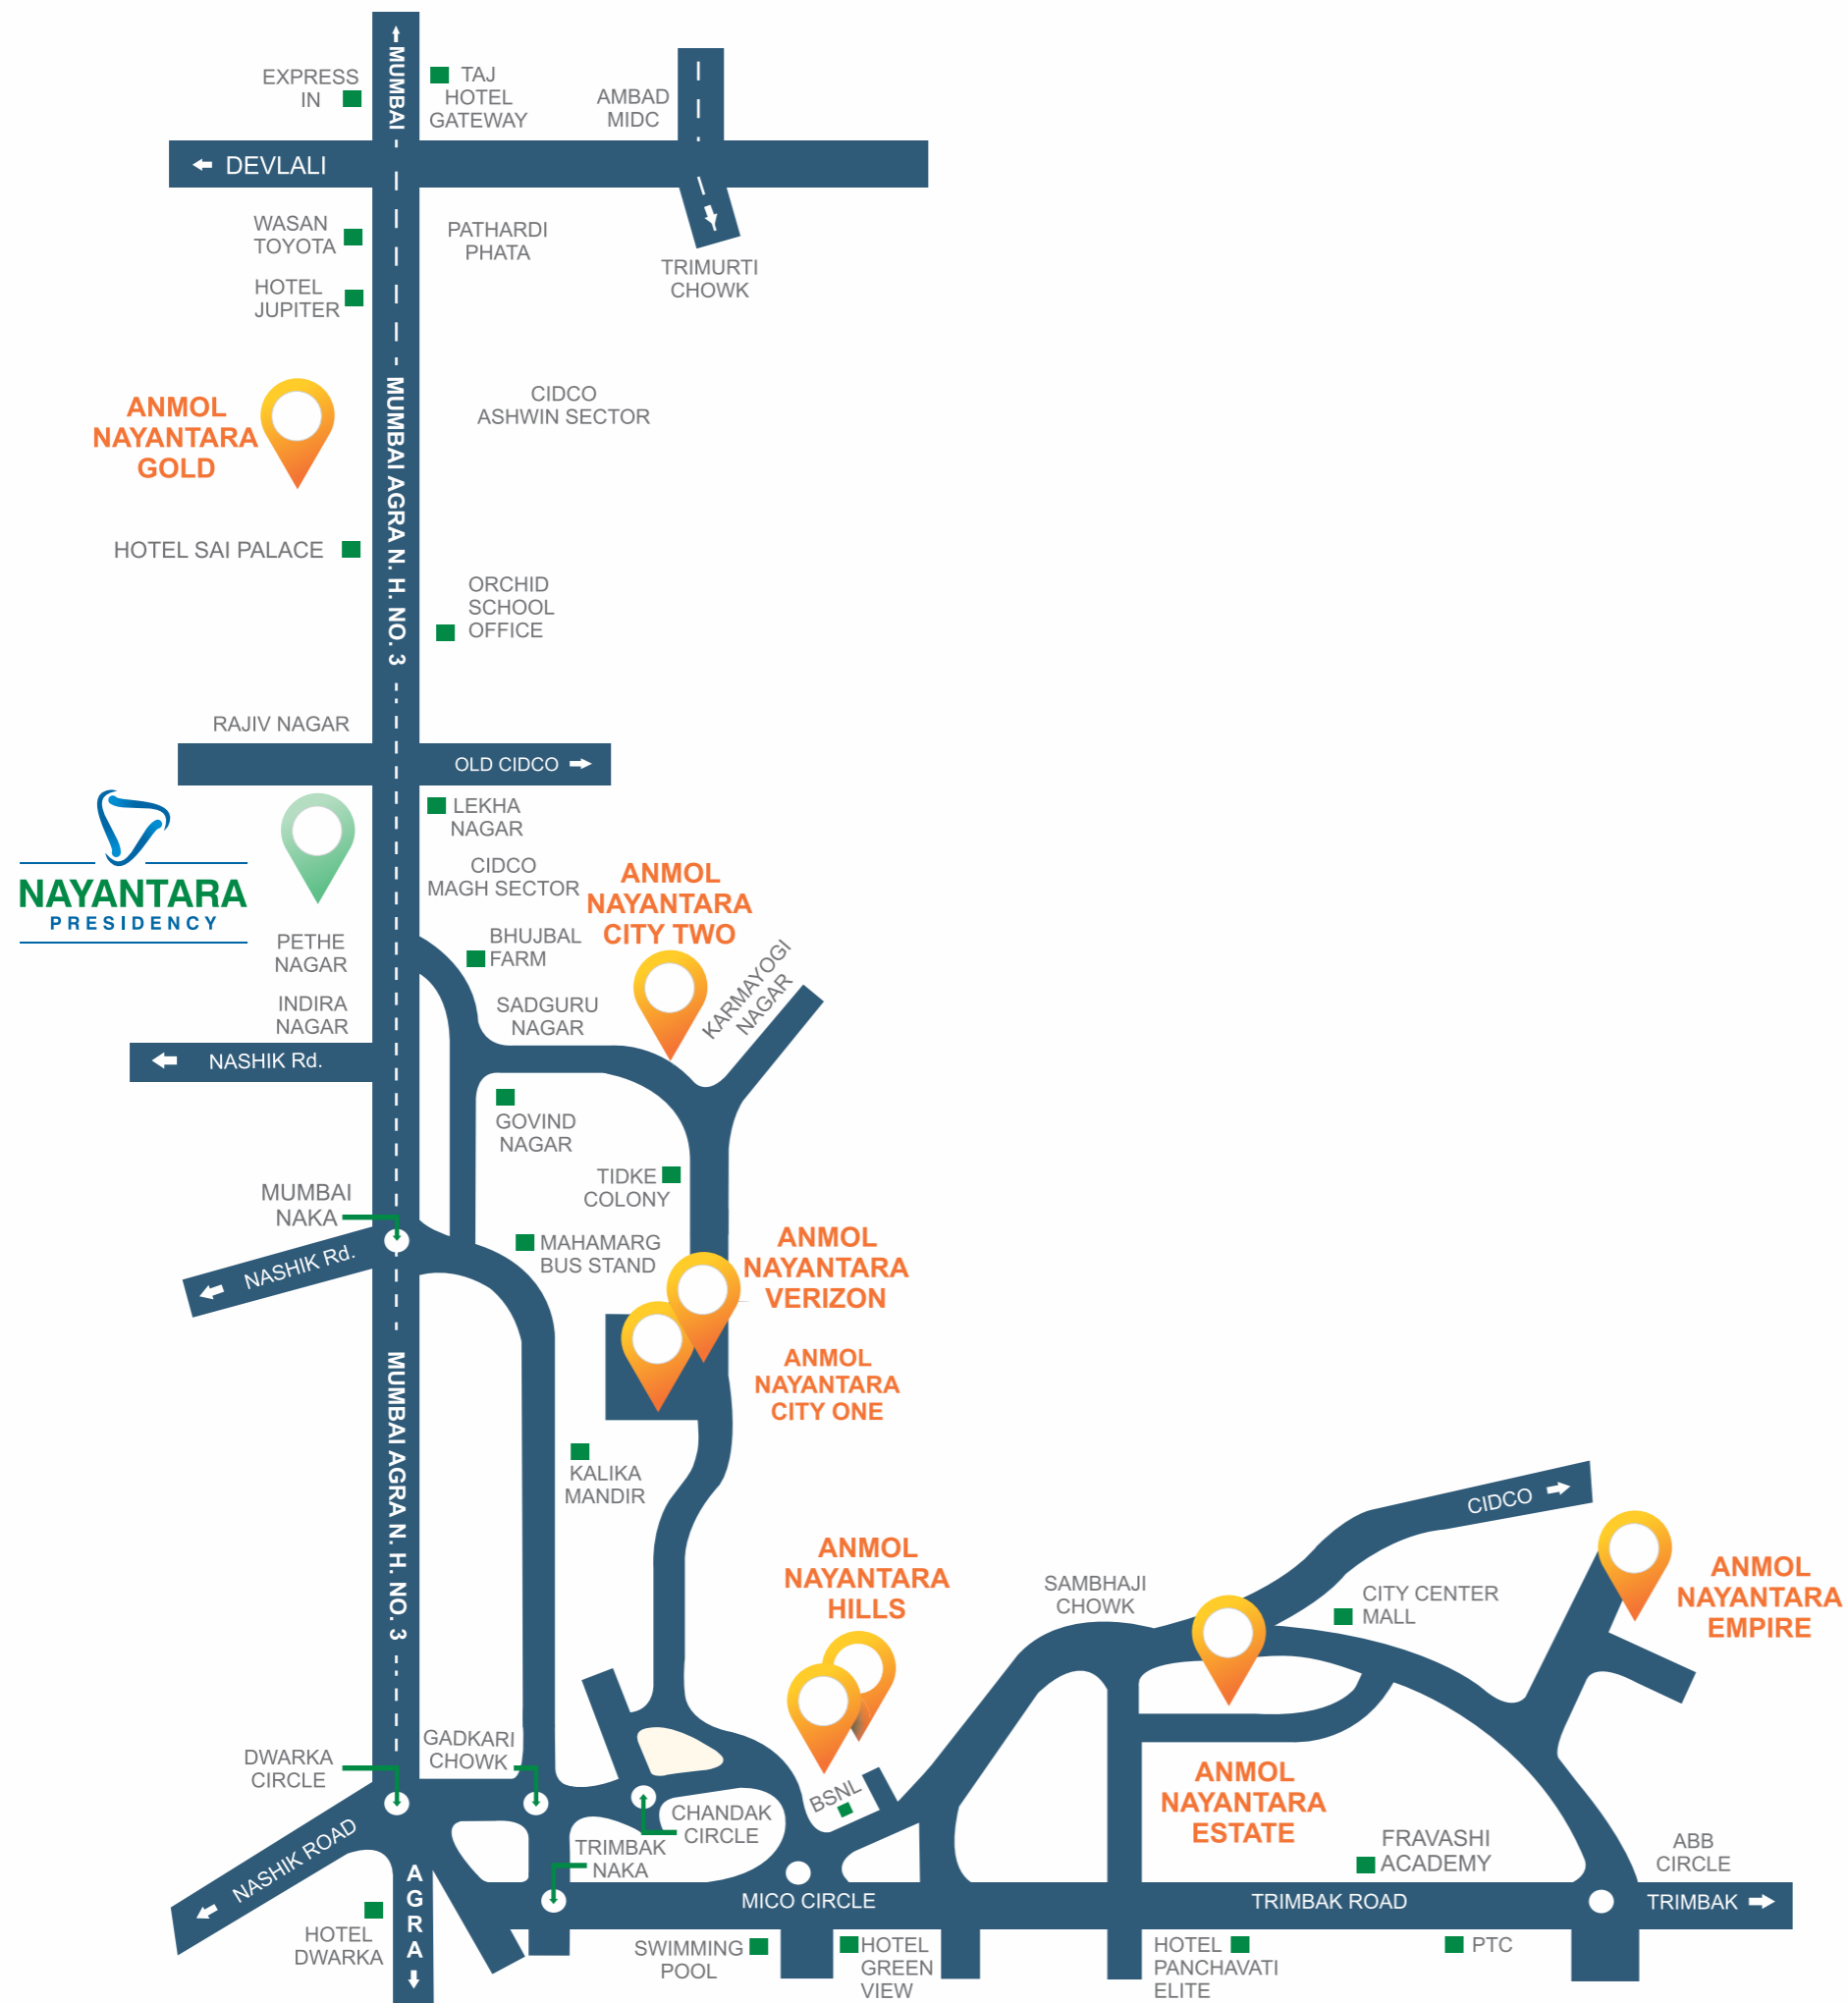 MUMBAI
EXPRESS
IN
TAJ
HOTEL
GATEWAY
AMBAD
MIDC
DEVLALI
WASAN
TOYOTA
PATHARDI
PHATA
TRIMURTI
CHOWK
HOTEL
JUPITER
ANMOL
NAYANTARA
GOLD
MUMBAI AGRA N. H. NO. 3
CIDCO
ASHWIN SECTOR
HOTEL SAI PALACE
ORCHID
SCHOOL
OFFICE
RAJIV NAGAR
OLD CIDCO
LEKHA
NAGAR
NAYANTARA
PRESIDENCY
CIDCO
MAGH SECTOR
ANMOL
NAYANTARA
CITY TWO
PETHE
NAGAR
BHUJBAL
FARM
KARMAYOGI
NAGAR
INDIRA
NAGAR
SADGURU
NAGAR
NASHIK Rd.
GOVIND
NAGAR
TIDKE
COLONY
MUMBAI
NAKA
NASHIK Rd.
MAHAMARG
BUS STAND
ANMOL
NAYANTARA
VERIZON
ANMOL
NAYANTARA
CITY ONE
MUMBAI AGRA N. H. NO. 3
KALIKA
MANDIR
CIDCO
ANMOL
NAYANTARA
HILLS
SAMBHAJI
CHOWK
CITY CENTER
MALL
ANMOL
NAYANTARA
EMPIRE
DWARKA
CIRCLE
GADKARI
CHOWK
BSNL
CHANDAK
CIRCLE
ANMOL
NAYANTARA
ESTATE
NASHIK ROAD
TRIMBAK
NAKA
FRAVASHI
ACADEMY
ABB
CIRCLE
AGRA
MICO CIRCLE
TRIMBAK ROAD
TRIMBAK
HOTEL
DWARKA
SWIMMING
POOL
HOTEL
GREEN
VIEW
HOTEL
PANCHAVATI
ELITE
PTC